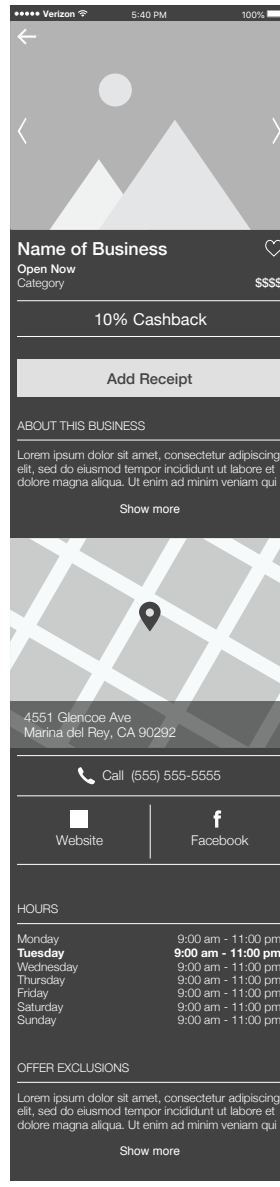 Verizon
5:40 PM
100%
Name of Business
Open Now
Category
$$$$
10% Cashback
Add Receipt
ABOUT THIS BUSINESS
Lorem ipsum dolor sit amet, consectetur adipiscing
elit, sed do eiusmod tempor incididunt ut labore et
dolore magna aliqua. Ut enim ad minim veniam qui
Show more
4551 Glencoe Ave
Marina del Rey, CA 90292
Call (555) 555-5555
Website
f
Facebook
HOURS
Monday 9:00 am - 11:00 pm
Tuesday 9:00 am - 11:00 pm
Wednesday 9:00 am - 11:00 pm
Thursday 9:00 am - 11:00 pm
Friday 9:00 am - 11:00 pm
Saturday 9:00 am - 11:00 pm
Sunday 9:00 am - 11:00 pm
OFFER EXCLUSIONS
Lorem ipsum dolor sit amet, consectetur adipiscing
elit, sed do eiusmod tempor incididunt ut labore et
dolore magna aliqua. Ut enim ad minim veniam qui
Show more